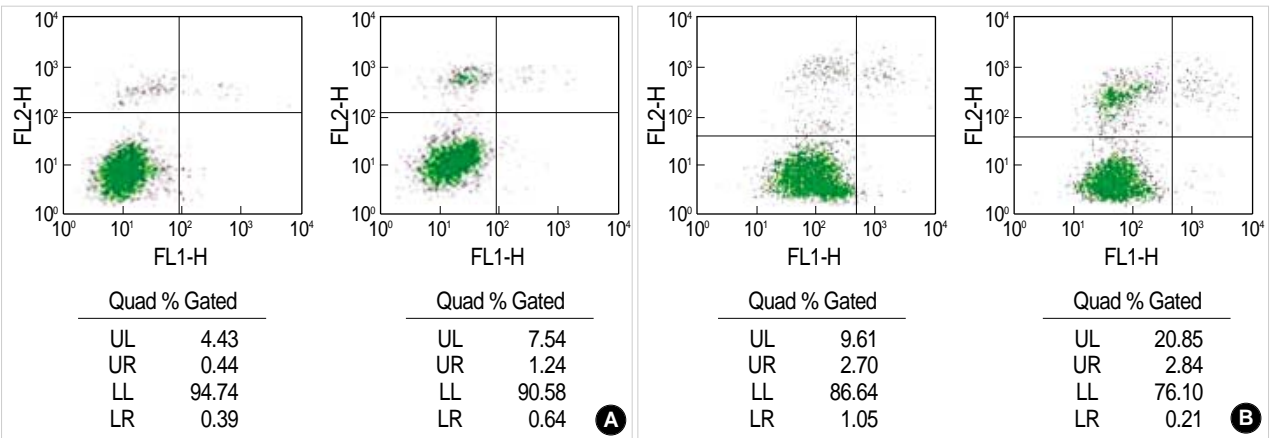 10⁴ 10⁴ 10⁴ 10⁴
10³ 10³ 10³ 10³
FL2-H FL2-H FL2-H FL2-H
10² 10² 10² 10²
10¹ 10¹ 10¹ 10¹
10⁰ 10⁰ 10⁰ 10⁰
10⁰ 10¹ 10² 10³ 10⁴ 10⁰ 10¹ 10² 10³ 10⁴ 10⁰ 10¹ 10² 10³ 10⁴ 10⁰ 10¹ 10² 10³ 10⁴
FL1-H FL1-H FL1-H FL1-H
Quad % Gated Quad % Gated Quad % Gated Quad % Gated
UL 4.43 UL 7.54 UL 9.61 UL 20.85
UR 0.44 UR 1.24 UR 2.70 UR 2.84
LL 94.74 LL 90.58 LL 86.64 LL 76.10
LR 0.39 LR 0.64 A LR 1.05 LR 0.21 B